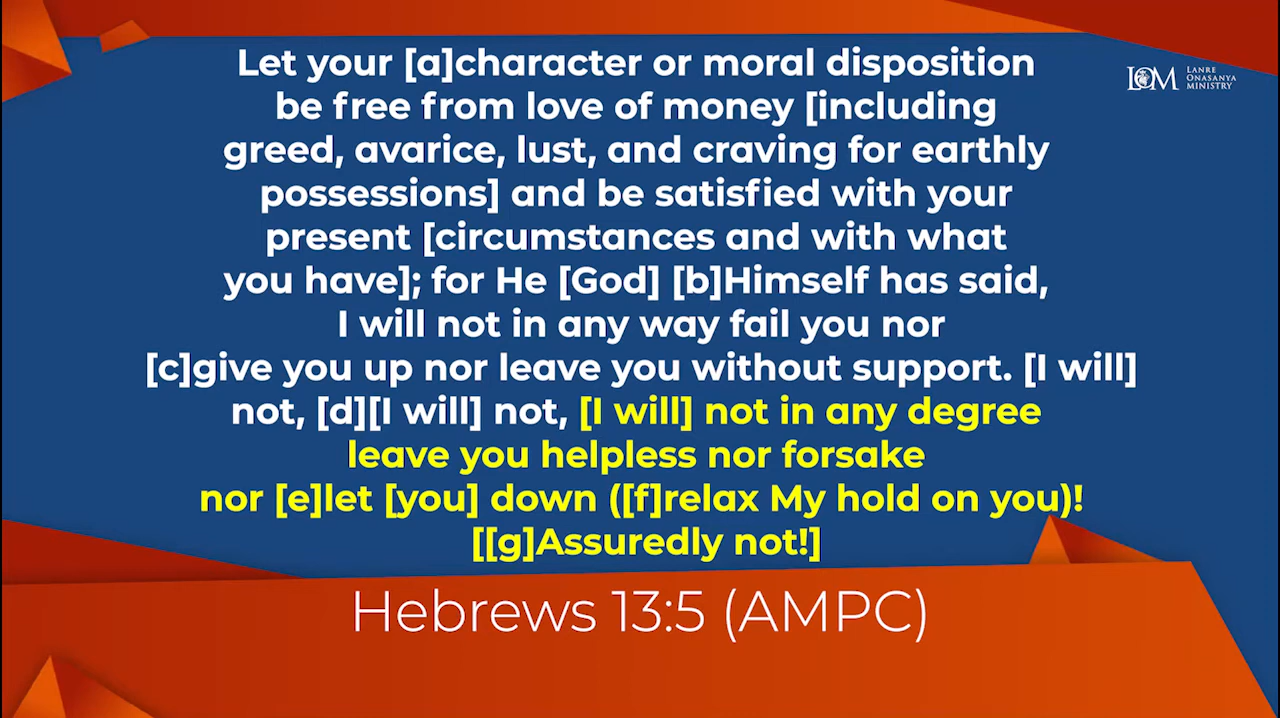 Let your [a]character or moral disposition
be free from love of money [including
greed, avarice, lust, and craving for earthly
possessions] and be satisfied with your
present [circumstances and with what
you have]; for He [God] [b]Himself has said,
I will not in any way fail you nor
[c]give you up nor leave you without support. [I will]
not, [d][I will] not, [I will] not in any degree
leave you helpless nor forsake
nor [e]let [you] down ([f]relax My hold on you)!
[[g]Assuredly not!]
Hebrews 13:5 (AMPC)
LOM
LANRE
ONASANYA
MINISTRY